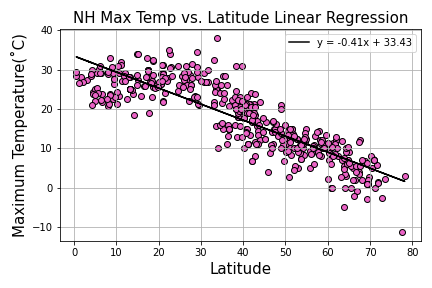 NH Max Temp vs. Latitude Linear Regression
y = -0.41x + 33.43
Maximum Temperature(˚C)
40
30
20
10
0
−10
0 10 20 30 40 50 60 70 80
Latitude